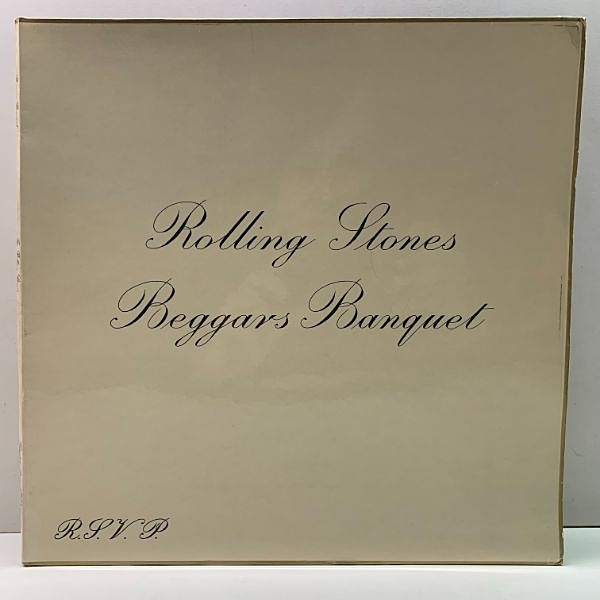 Rolling Stones
Beggars Banquet
R.S.V.P.